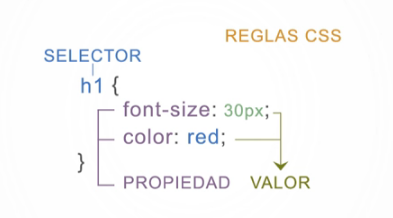 REGLAS CSS
SELECTOR
h1 {
font-size: 30px;
color: red;
}
PROPIEDAD VALOR